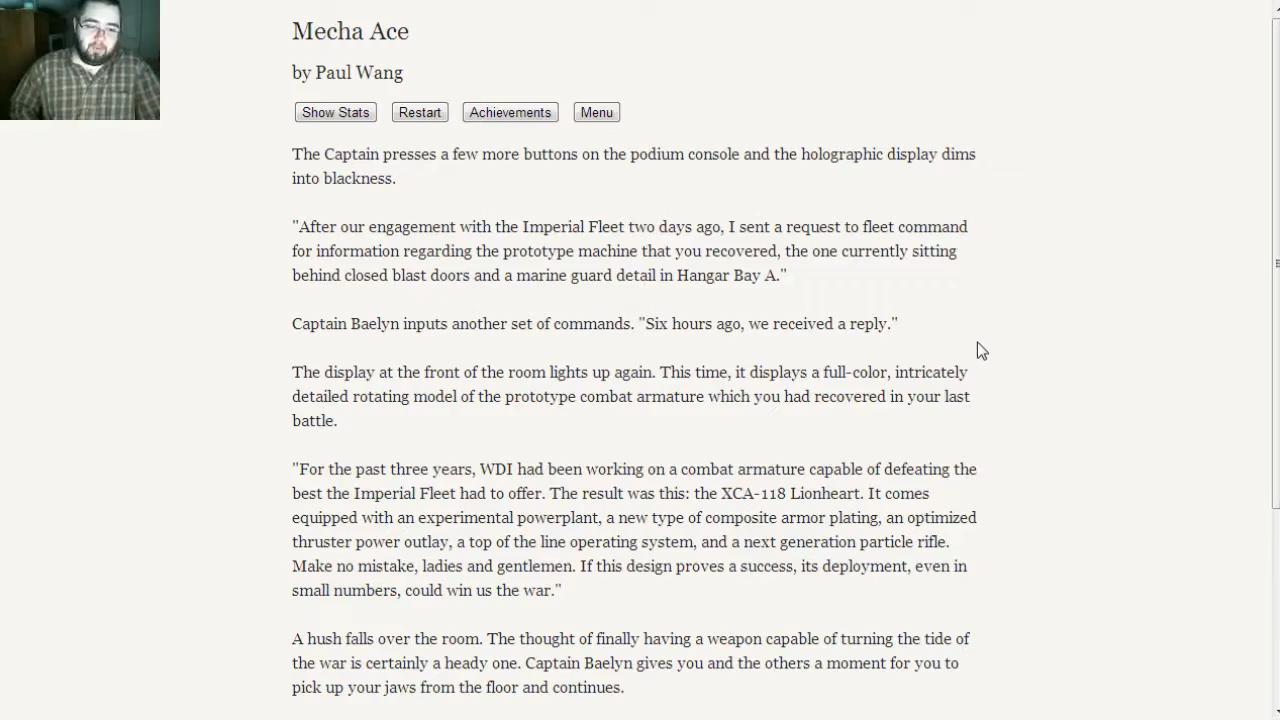 Mecha Ace
by Paul Wang
Show Stats Restart Achievements Menu
The Captain presses a few more buttons on the podium console and the holographic display dims
into blackness.
"After our engagement with the Imperial Fleet two days ago, I sent a request to fleet command
for information regarding the prototype machine that you recovered, the one currently sitting
behind closed blast doors and a marine guard detail in Hangar Bay A."
Captain Baelyn inputs another set of commands. "Six hours ago, we received a reply."
The display at the front of the room lights up again. This time, it displays a full-color, intricately
detailed rotating model of the prototype combat armature which you had recovered in your last
battle.
"For the past three years, WDI had been working on a combat armature capable of defeating the
best the Imperial Fleet had to offer. The result was this: the XCA-118 Lionheart. It comes
equipped with an experimental powerplant, a new type of composite armor plating, an optimized
thruster power outlay, a top of the line operating system, and a next generation particle rifle.
Make no mistake, ladies and gentlemen. If this design proves a success, its deployment, even in
small numbers, could win us the war."
A hush falls over the room. The thought of finally having a weapon capable of turning the tide of
the war is certainly a heady one. Captain Baelyn gives you and the others a moment for you to
pick up your jaws from the floor and continues.